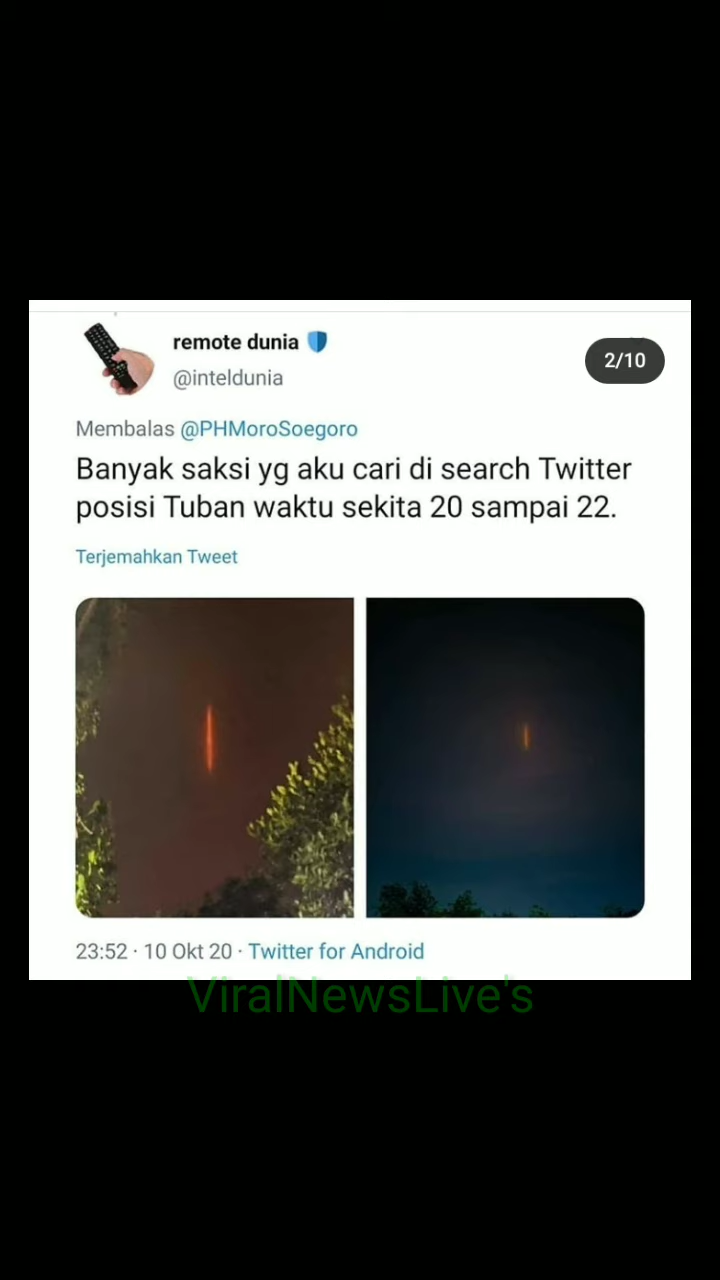 remote dunia
@inteldunia
2/10
Membalas @PHMoroSoegoro
Banyak saksi yg aku cari di search Twitter
posisi Tuban waktu sekita 20 sampai 22.
Terjemahkan Tweet
23:52 · 10 Okt 20 · Twitter for Android
ViralNewsLive's